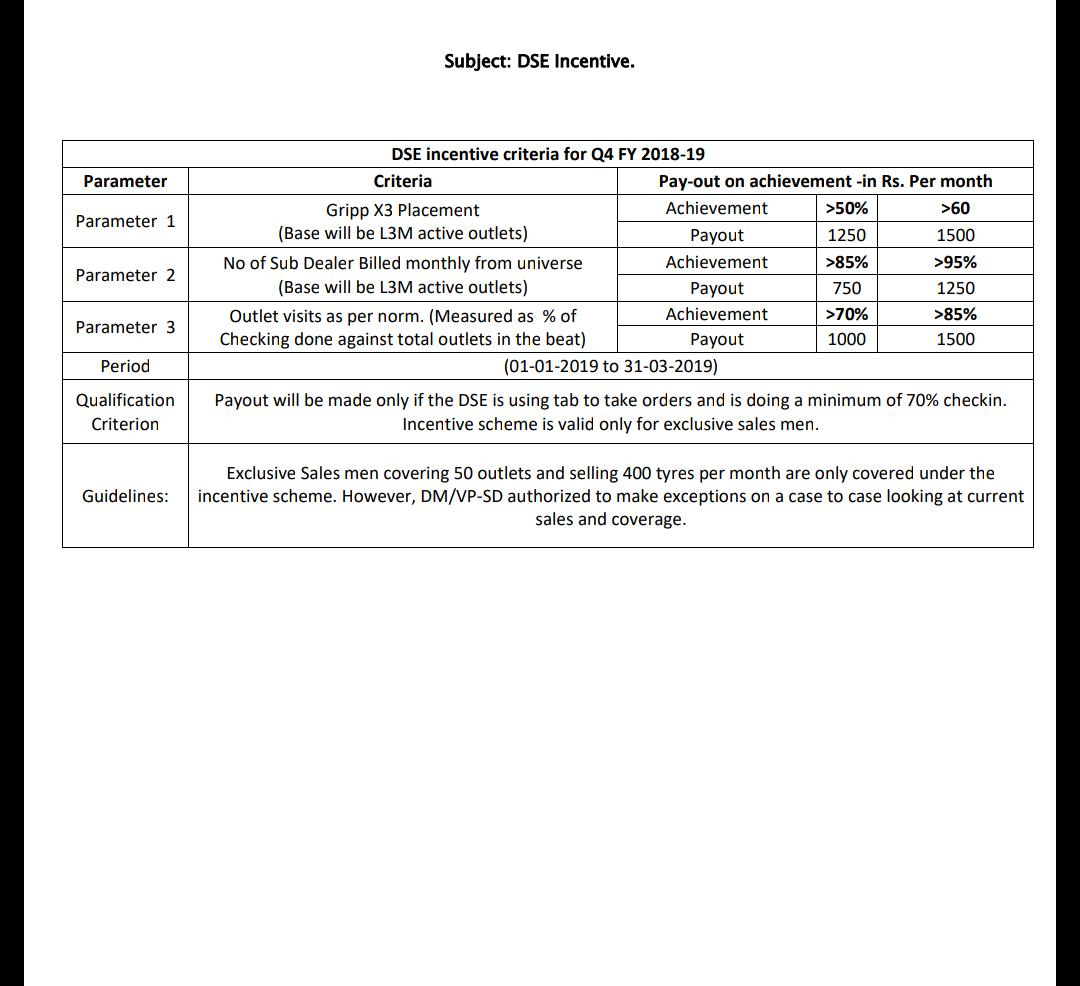 Subject: DSE Incentive.
DSE incentive criteria for Q4 FY 2018-19
Parameter Criteria Pay-out on achievement -in Rs. Per month
Parameter 1
Gripp X3 Placement
(Base will be L3M active outlets)
Achievement >50% >60
Payout 1250 1500
Parameter 2
No of Sub Dealer Billed monthly from universe
(Base will be L3M active outlets)
Achievement >85% >95%
Payout 750 1250
Parameter 3
Outlet visits as per norm. (Measured as % of
Checking done against total outlets in the beat)
Achievement >70% >85%
Payout 1000 1500
Period (01-01-2019 to 31-03-2019)
Qualification
Criterion
Payout will be made only if the DSE is using tab to take orders and is doing a minimum of 70% checkin.
Incentive scheme is valid only for exclusive sales men.
Guidelines:
Exclusive Sales men covering 50 outlets and selling 400 tyres per month are only covered under the
incentive scheme. However, DM/VP-SD authorized to make exceptions on a case to case looking at current
sales and coverage.